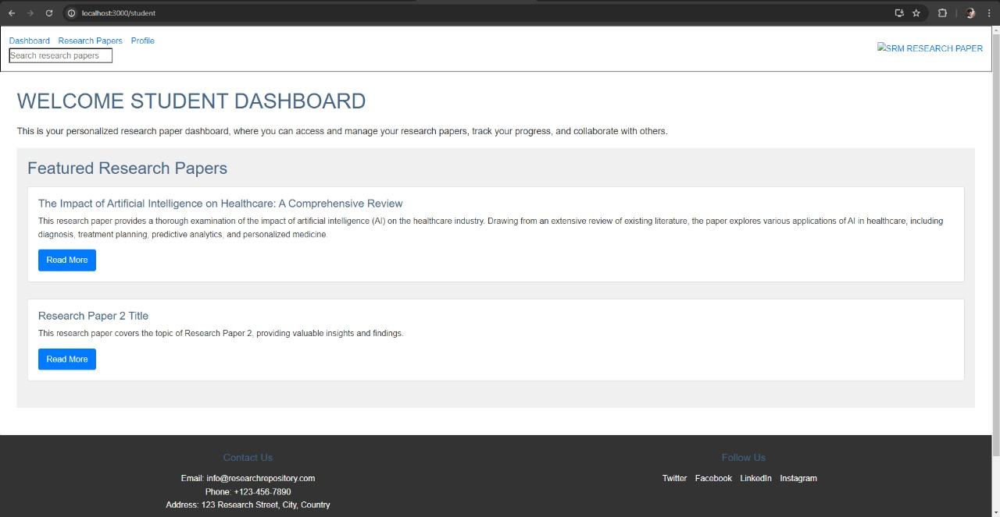 localhost:3000/student
Dashboard Research Papers Profile
Search research papers
SRM RESEARCH PAPER
WELCOME STUDENT DASHBOARD
This is your personalized research paper dashboard, where you can access and manage your research papers, track your progress, and collaborate with others.
Featured Research Papers
The Impact of Artificial Intelligence on Healthcare: A Comprehensive Review
This research paper provides a thorough examination of the impact of artificial intelligence (AI) on the healthcare industry. Drawing from an extensive review of existing literature, the paper explores various applications of AI in healthcare, including
diagnosis, treatment planning, predictive analytics, and personalized medicine.
Read More
Research Paper 2 Title
This research paper covers the topic of Research Paper 2, providing valuable insights and findings.
Read More
Contact Us
Email: info@researchrepository.com
Phone: +123-456-7890
Address: 123 Research Street, City, Country
Follow Us
Twitter Facebook LinkedIn Instagram